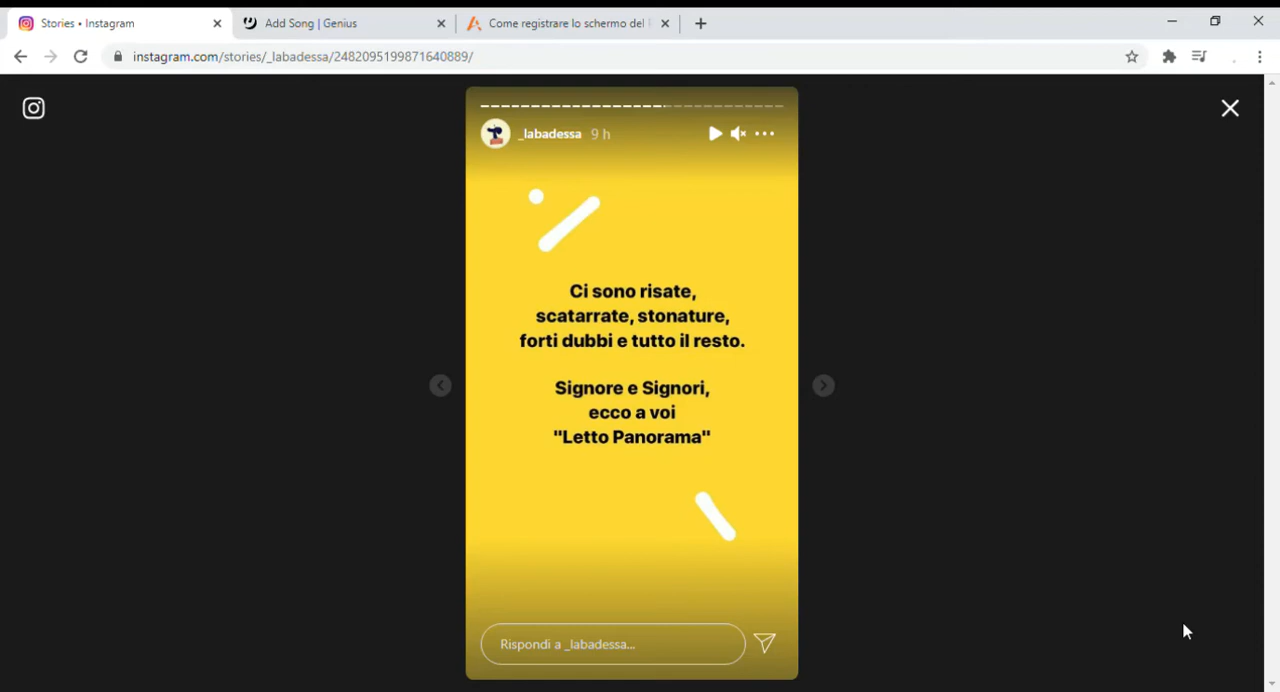 Stories • Instagram
Add Song | Genius
Come registrare lo schermo del
instagram.com/stories/_labadessa/2482095199871640889/
_labadessa 9 h
Ci sono risate,
scatarrate, stonature,
forti dubbi e tutto il resto.
Signore e Signori,
ecco a voi
"Letto Panorama"
Rispondi a _labadessa...